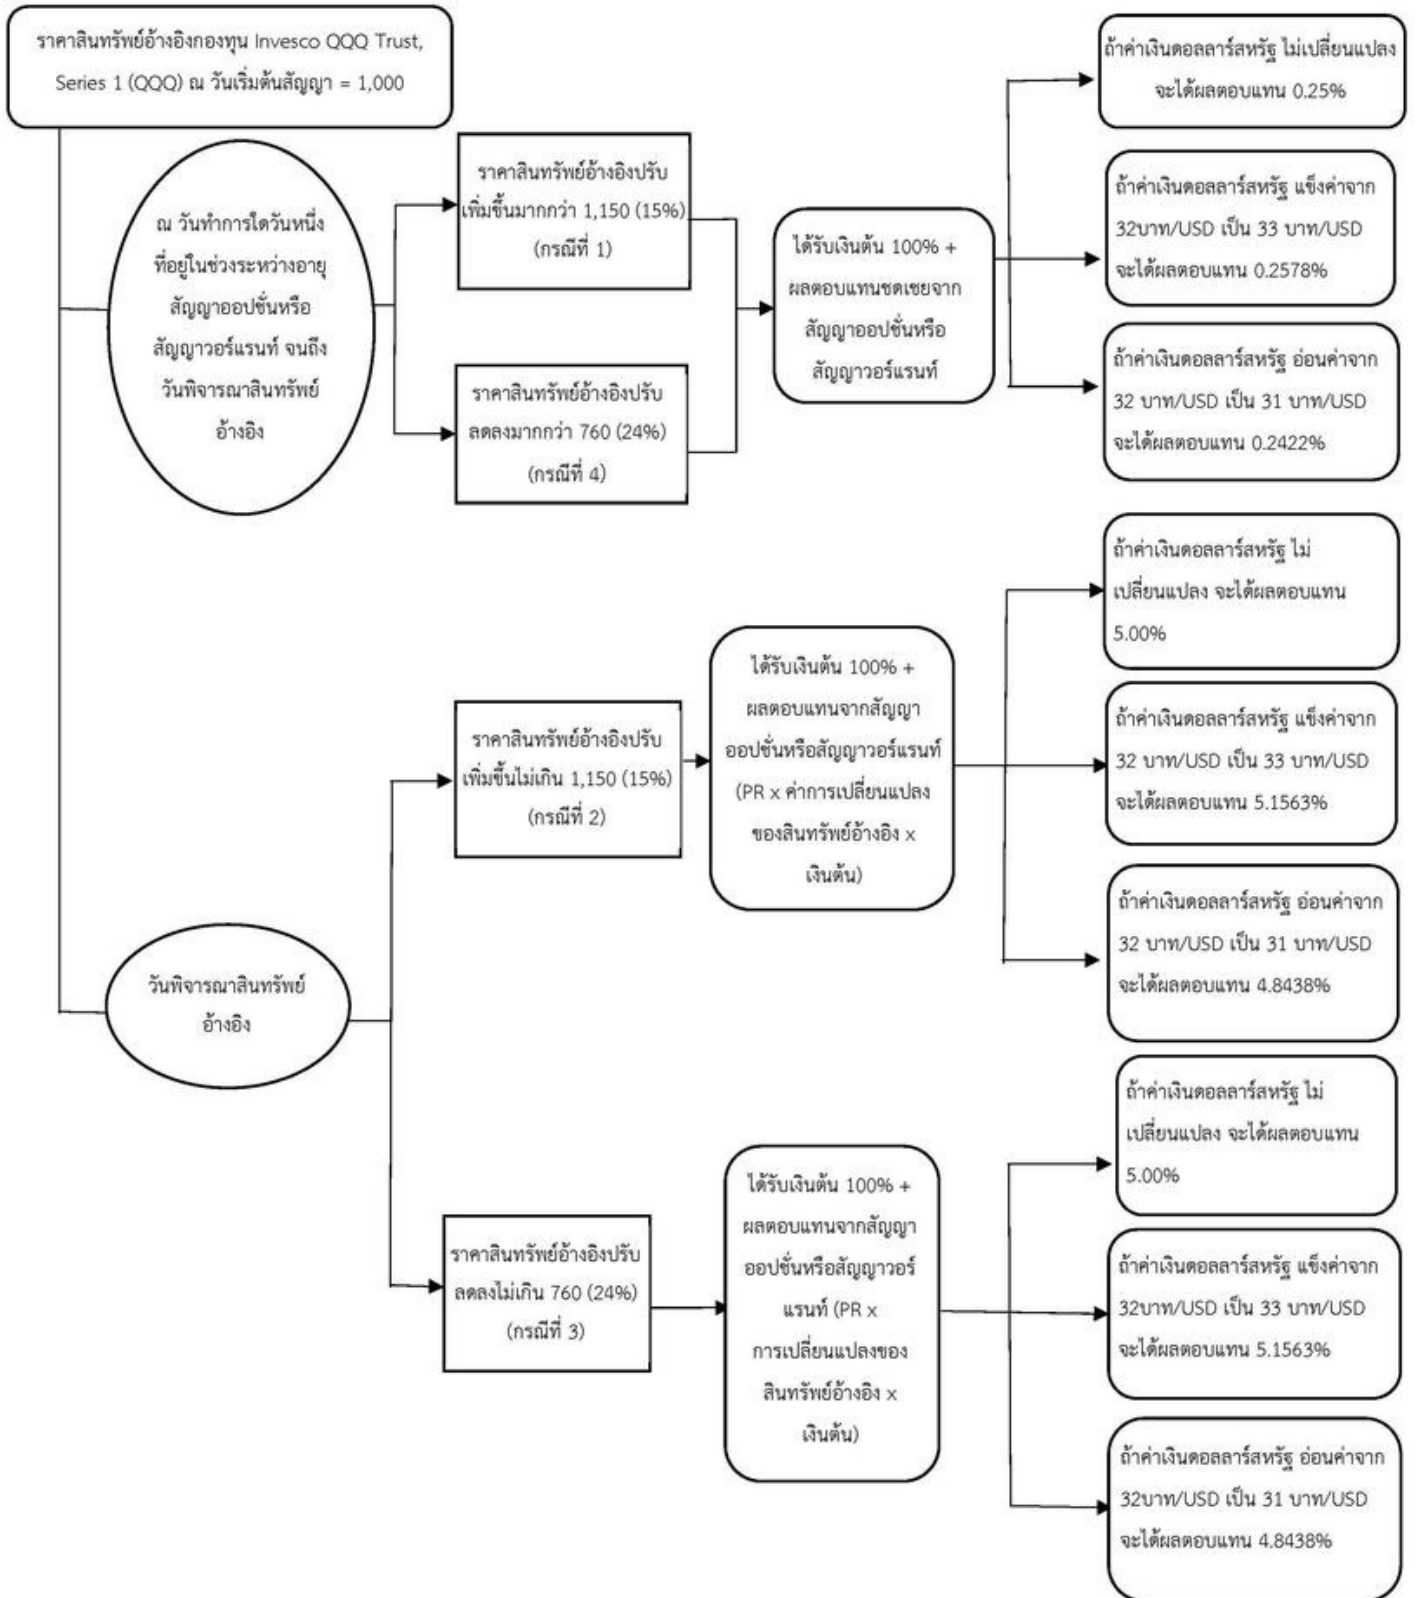 ราคาสินทรัพย์อ้างอิงกองทุน Invesco QQQ Trust,
Series 1 (QQQ) ณ วันเริ่มต้นสัญญา = 1,000
ณ วันทำการใดวันหนึ่ง
ที่อยู่ในช่วงระหว่างอายุ
สัญญาออปชั่นหรือ
สัญญาวอร์แรนท์ จนถึง
วันพิจารณาสินทรัพย์
อ้างอิง
ราคาสินทรัพย์อ้างอิงปรับ
เพิ่มขึ้นมากกว่า 1,150 (15%)
(กรณีที่ 1)
ราคาสินทรัพย์อ้างอิงปรับ
ลดลงมากกว่า 760 (24%)
(กรณีที่ 4)
ได้รับเงินต้น 100% +
ผลตอบแทนชดเชยจาก
สัญญาออปชั่นหรือ
สัญญาวอร์แรนท์
ถ้าค่าเงินดอลลาร์สหรัฐ ไม่เปลี่ยนแปลง
จะได้ผลตอบแทน 0.25%
ถ้าค่าเงินดอลลาร์สหรัฐ แข็งค่าจาก
32บาท/USD เป็น 33 บาท/USD
จะได้ผลตอบแทน 0.2578%
ถ้าค่าเงินดอลลาร์สหรัฐ อ่อนค่าจาก
32 บาท/USD เป็น 31 บาท/USD
จะได้ผลตอบแทน 0.2422%
วันพิจารณาสินทรัพย์
อ้างอิง
ราคาสินทรัพย์อ้างอิงปรับ
เพิ่มขึ้นไม่เกิน 1,150 (15%)
(กรณีที่ 2)
ได้รับเงินต้น 100% +
ผลตอบแทนจากสัญญา
ออปชั่นหรือสัญญาวอร์แรนท์
(PR x ค่าการเปลี่ยนแปลง
ของสินทรัพย์อ้างอิง x
เงินต้น)
ถ้าค่าเงินดอลลาร์สหรัฐ ไม่
เปลี่ยนแปลง จะได้ผลตอบแทน
5.00%
ถ้าค่าเงินดอลลาร์สหรัฐ แข็งค่าจาก
32 บาท/USD เป็น 33 บาท/USD
จะได้ผลตอบแทน 5.1563%
ถ้าค่าเงินดอลลาร์สหรัฐ อ่อนค่าจาก
32 บาท/USD เป็น 31 บาท/USD
จะได้ผลตอบแทน 4.8438%
ราคาสินทรัพย์อ้างอิงปรับ
ลดลงไม่เกิน 760 (24%)
(กรณีที่ 3)
ได้รับเงินต้น 100% +
ผลตอบแทนจากสัญญา
ออปชั่นหรือสัญญาวอร์
แรนท์ (PR x
การเปลี่ยนแปลงของ
สินทรัพย์อ้างอิง x
เงินต้น)
ถ้าค่าเงินดอลลาร์สหรัฐ ไม่
เปลี่ยนแปลง จะได้ผลตอบแทน
5.00%
ถ้าค่าเงินดอลลาร์สหรัฐ แข็งค่าจาก
32บาท/USD เป็น 33 บาท/USD
จะได้ผลตอบแทน 5.1563%
ถ้าค่าเงินดอลลาร์สหรัฐ อ่อนค่าจาก
32บาท/USD เป็น 31 บาท/USD
จะได้ผลตอบแทน 4.8438%